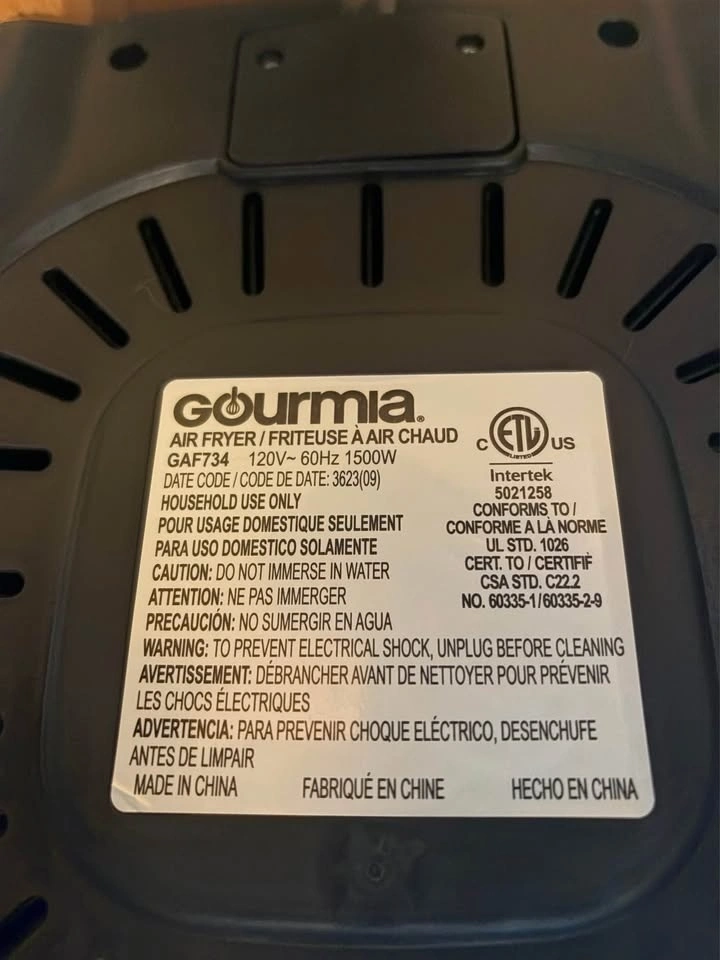 GOURMIA®
AIR FRYER / FRITEUSE À AIR CHAUD
GAF734 120V~ 60Hz 1500W
DATE CODE / CODE DE DATE: 3623(09)
HOUSEHOLD USE ONLY
POUR USAGE DOMESTIQUE SEULEMENT
PARA USO DOMESTICO SOLAMENTE
CAUTION: DO NOT IMMERSE IN WATER
ATTENTION: NE PAS IMMERGER
PRECAUCIÓN: NO SUMERGIR EN AGUA
C ETL US
LISTED
Intertek
5021258
CONFORMS TO /
CONFORME A LÀ NORME
UL STD. 1026
CERT. TO / CERTIFIF
CSA STD. C22.2
NO. 60335-1/60335-2-9
WARNING: TO PREVENT ELECTRICAL SHOCK, UNPLUG BEFORE CLEANING
AVERTISSEMENT: DÉBRANCHER AVANT DE NETTOYER POUR PRÉVENIR
LES CHOCS ÉLECTRIQUES
ADVERTENCIA: PARA PREVENIR CHOQUE ELÉCTRICO, DESENCHUFE
ANTES DE LIMPAIR
MADE IN CHINA FABRIQUÉ EN CHINE HECHO EN CHINA